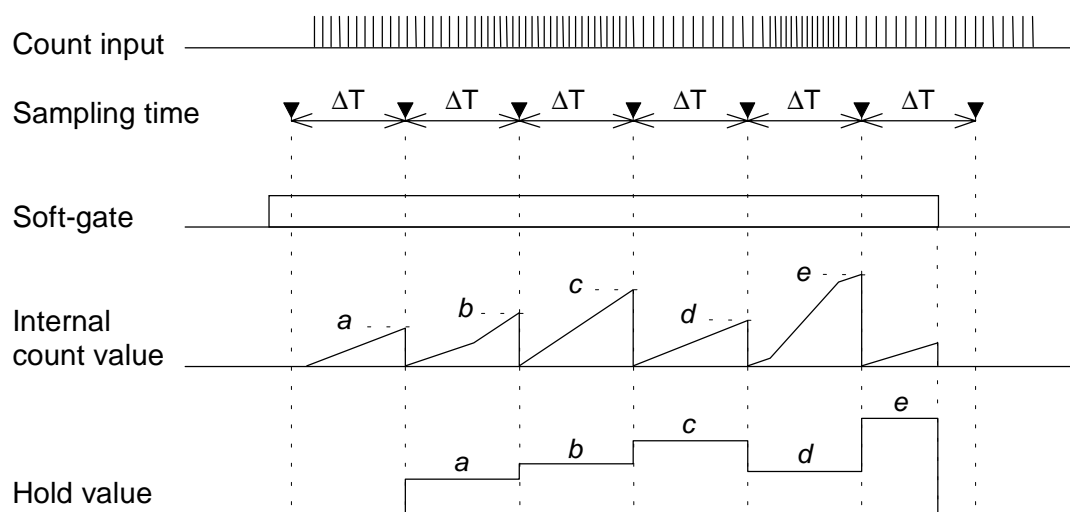 Count input
Sampling time
ΔT ΔT ΔT ΔT ΔT ΔT
Soft-gate
Internal
count value
a b c d e
Hold value
a b c d e